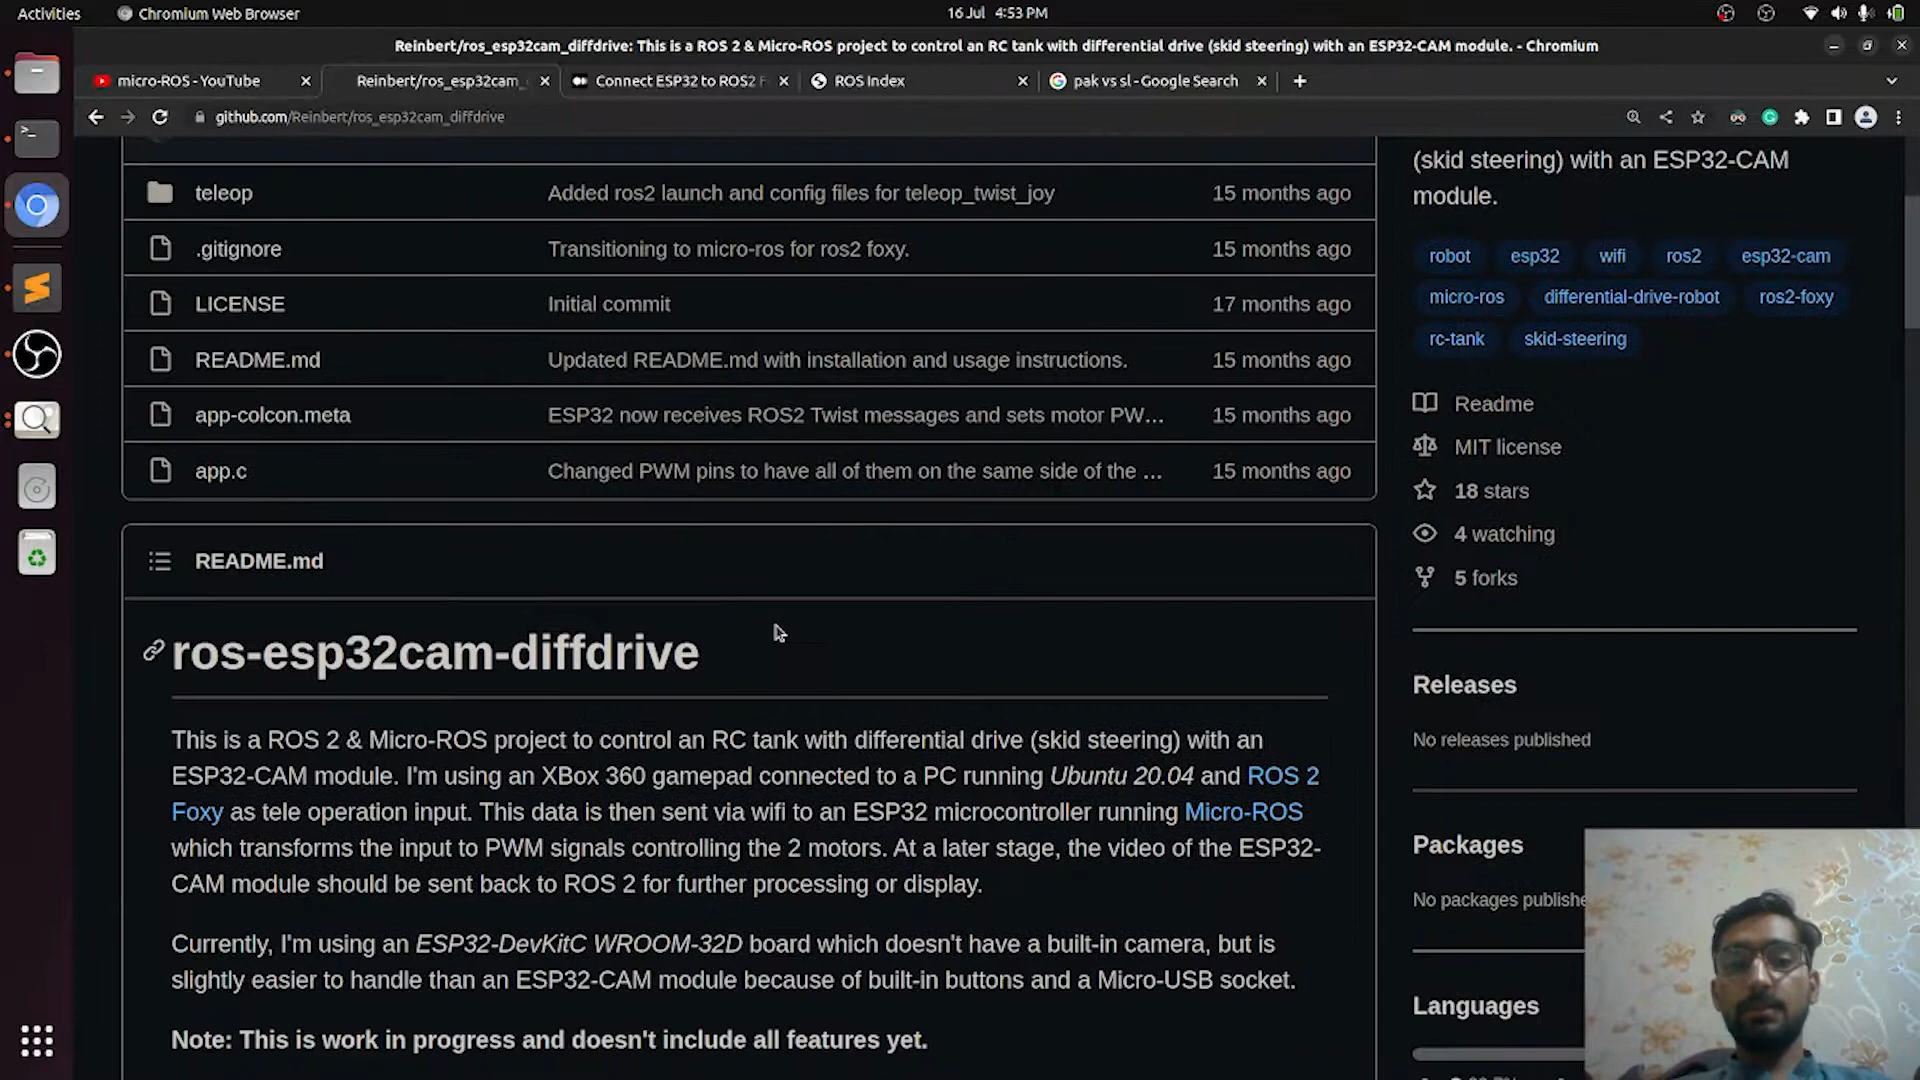 Activities
Chromium Web Browser
16 Jul 4:53 PM
Reinbert/ros_esp32cam_diffdrive: This is a ROS 2 & Micro-ROS project to control an RC tank with differential drive (skid steering) with an ESP32-CAM module. - Chromium
micro-ROS - YouTube
Reinbert/ros_esp32cam_
Connect ESP32 to ROS2 F
ROS Index
pak vs sl - Google Search
github.com/Reinbert/ros_esp32cam_diffdrive
teleop
Added ros2 launch and config files for teleop_twist_joy
15 months ago
.gitignore
Transitioning to micro-ros for ros2 foxy.
15 months ago
LICENSE
Initial commit
17 months ago
README.md
Updated README.md with installation and usage instructions.
15 months ago
app-colcon.meta
ESP32 now receives ROS2 Twist messages and sets motor PW...
15 months ago
app.c
Changed PWM pins to have all of them on the same side of the ...
15 months ago
README.md
ros-esp32cam-diffdrive
This is a ROS 2 & Micro-ROS project to control an RC tank with differential drive (skid steering) with an
ESP32-CAM module. I'm using an XBox 360 gamepad connected to a PC running Ubuntu 20.04 and ROS 2
Foxy as tele operation input. This data is then sent via wifi to an ESP32 microcontroller running Micro-ROS
which transforms the input to PWM signals controlling the 2 motors. At a later stage, the video of the ESP32-
CAM module should be sent back to ROS 2 for further processing or display.
Currently, I'm using an ESP32-DevKitC WROOM-32D board which doesn't have a built-in camera, but is
slightly easier to handle than an ESP32-CAM module because of built-in buttons and a Micro-USB socket.
Note: This is work in progress and doesn't include all features yet.
(skid steering) with an ESP32-CAM
module.
robot esp32 wifi ros2 esp32-cam
micro-ros differential-drive-robot ros2-foxy
rc-tank skid-steering
Readme
MIT license
18 stars
4 watching
5 forks
Releases
No releases published
Packages
No packages publishe
Languages